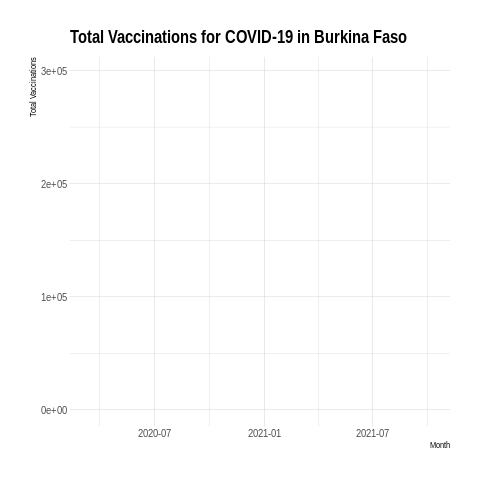 Total Vaccinations for COVID-19 in Burkina Faso
Total Vaccinations
3e+05
2e+05
1e+05
0e+00
2020-07 2021-01 2021-07
Month